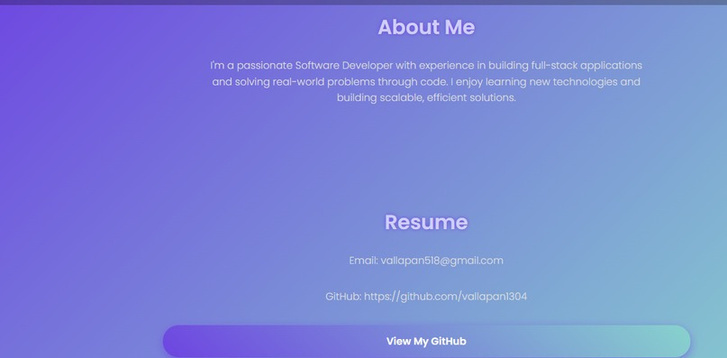 About Me
I'm a passionate Software Developer with experience in building full-stack applications
and solving real-world problems through code. I enjoy learning new technologies and
building scalable, efficient solutions.
Resume
Email: vallapan518@gmail.com
GitHub: https://github.com/vallapan1304
View My GitHub